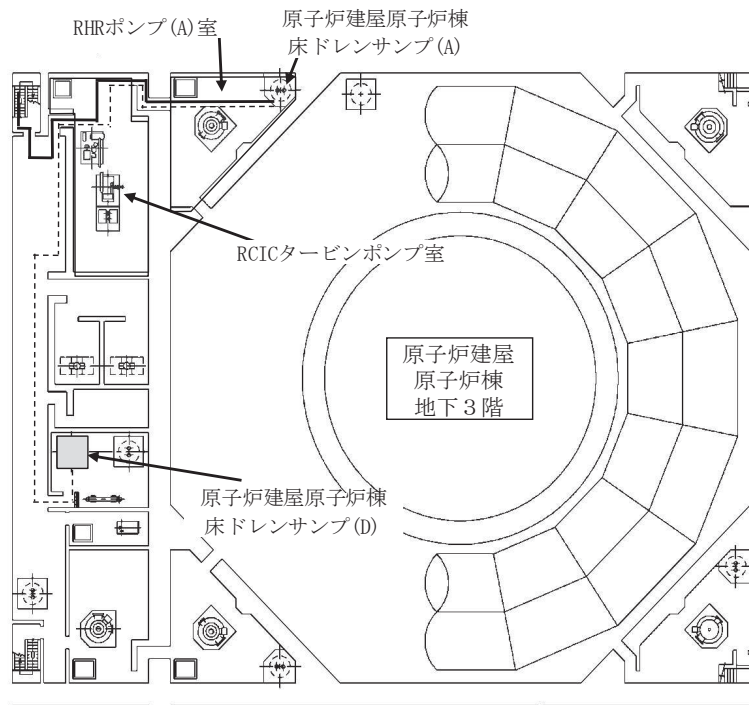 RHRポンプ(A)室
原子炉建屋原子炉棟
床ドレンサンプ(A)
RCICタービンポンプ室
原子炉建屋
原子炉棟
地下３階
原子炉建屋原子炉棟
床ドレンサンプ(D)